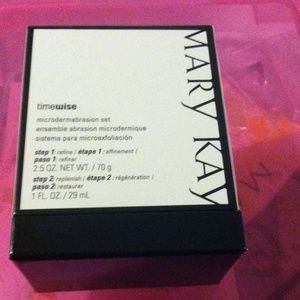 MARY KAY
timewise
microdermabrasion set
ensemble abrasion microdermique
sistema para microexfoliación
step 1: refine / étape 1 : affinement /
paso 1: refinar
2.5 OZ. NET WT. / 70 g
step 2: replenish / étape 2 : régénération /
paso 2: restaurar
1 FL. OZ. / 29 mL